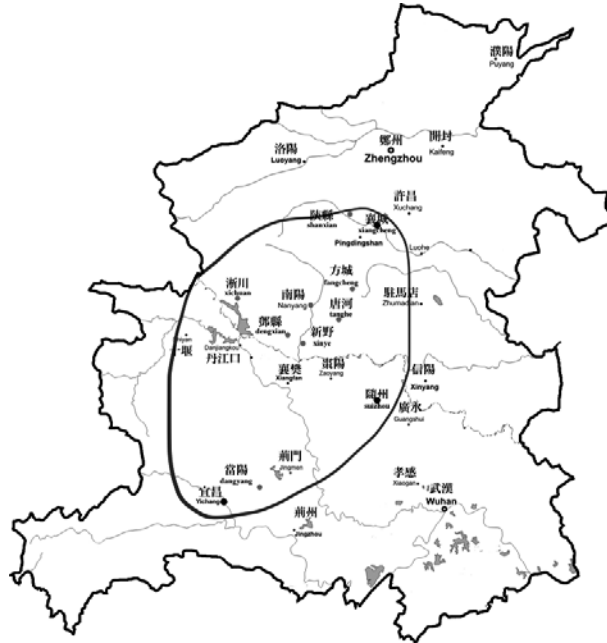 濮陽
Puyang
鄭州
Zhengzhou
開封
Kaifeng
洛陽
Luoyang
許昌
Xuchang
陝縣
shanxian
襄城
xiangcheng
Pingdingshan
Luohe
方城
fangcheng
淅川
xichuan
南陽
Nanyang
唐河
tanghe
駐馬店
Zhumadian
鄧縣
dengxian
新野
xinye
堰
Danjiangkou
丹江口
襄樊
Xiangfan
棗陽
Zaoyang
信陽
Xinyang
隨州
suizhou
廣水
Guangshui
荊門
Jingmen
當陽
dangyang
宜昌
Yichang
孝感
Xiaogan
武漢
Wuhan
荊州
Jingzhou